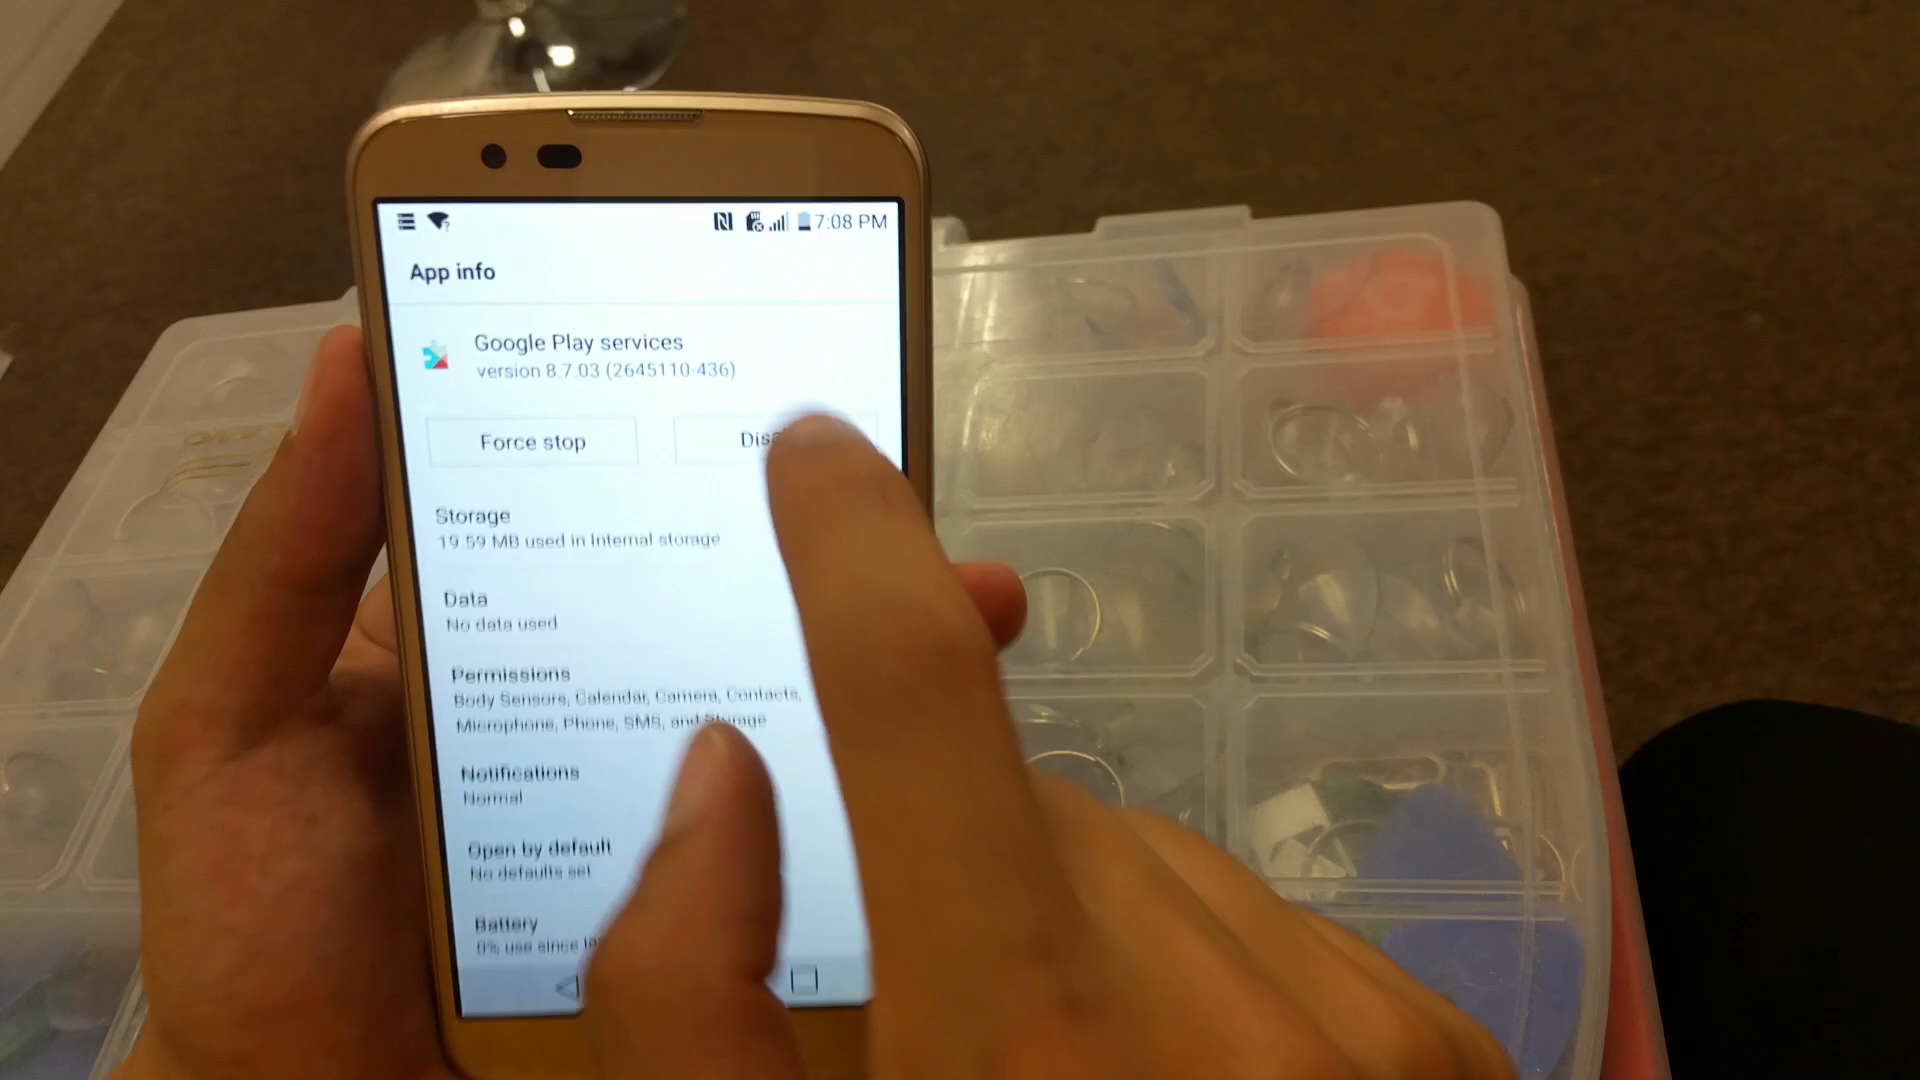 7:08 PM
App info
Google Play services
version 8.7.03 (2645110-436)
Force stop
Storage
19.59 MB used in Internal storage
Data
No data used
Permissions
Body Sensors, Calendar, Camera, Contacts,
Microphone, Phone, SMS, and Storage
Notifications
Normal
Open by default
No defaults set
Battery
0% use since